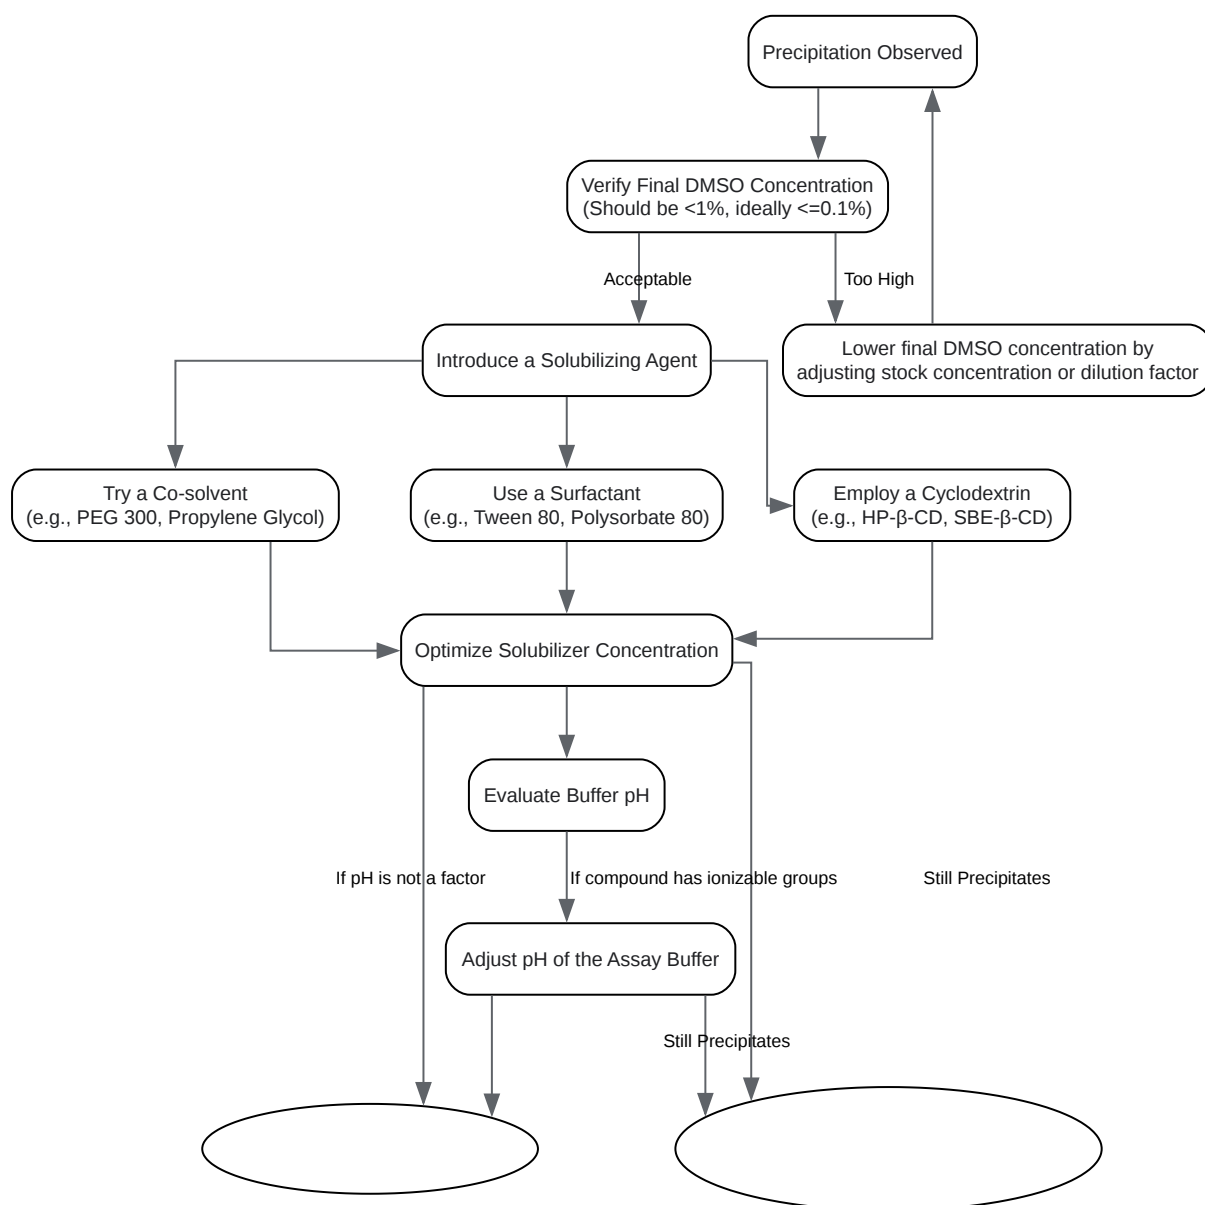 Precipitation Observed
Verify Final DMSO Concentration
(Should be <1%, ideally <=0.1%)
Acceptable
Too High
Introduce a Solubilizing Agent
Lower final DMSO concentration by
adjusting stock concentration or dilution factor
Try a Co-solvent
(e.g., PEG 300, Propylene Glycol)
Use a Surfactant
(e.g., Tween 80, Polysorbate 80)
Employ a Cyclodextrin
(e.g., HP-β-CD, SBE-β-CD)
Optimize Solubilizer Concentration
Evaluate Buffer pH
If pH is not a factor
If compound has ionizable groups
Still Precipitates
Adjust pH of the Assay Buffer
Still Precipitates